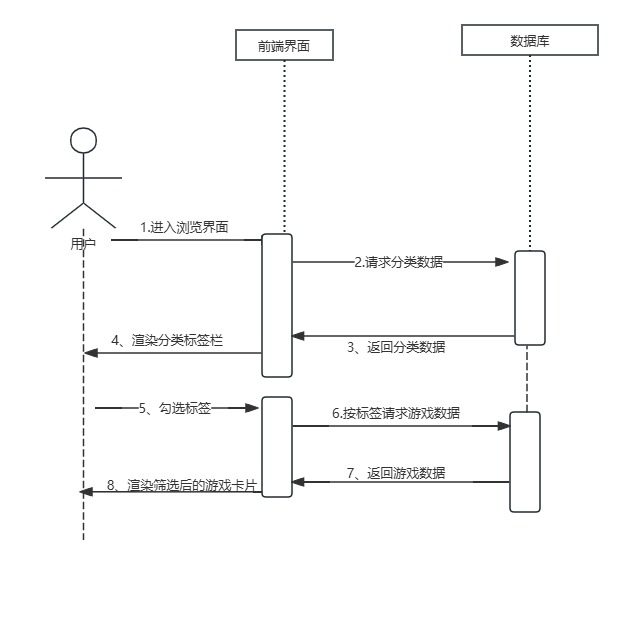 前端界面
数据库
用户
1.进入浏览界面
2.请求分类数据
3、返回分类数据
4、渲染分类标签栏
5、勾选标签
6.按标签请求游戏数据
7、返回游戏数据
8、渲染筛选后的游戏卡片